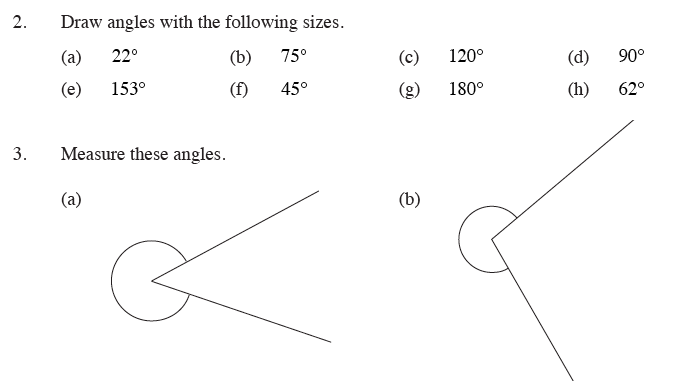 2. Draw angles with the following sizes.
(a) 22° (b) 75° (c) 120° (d) 90°
(e) 153° (f) 45° (g) 180° (h) 62°
3. Measure these angles.
(a) (b)